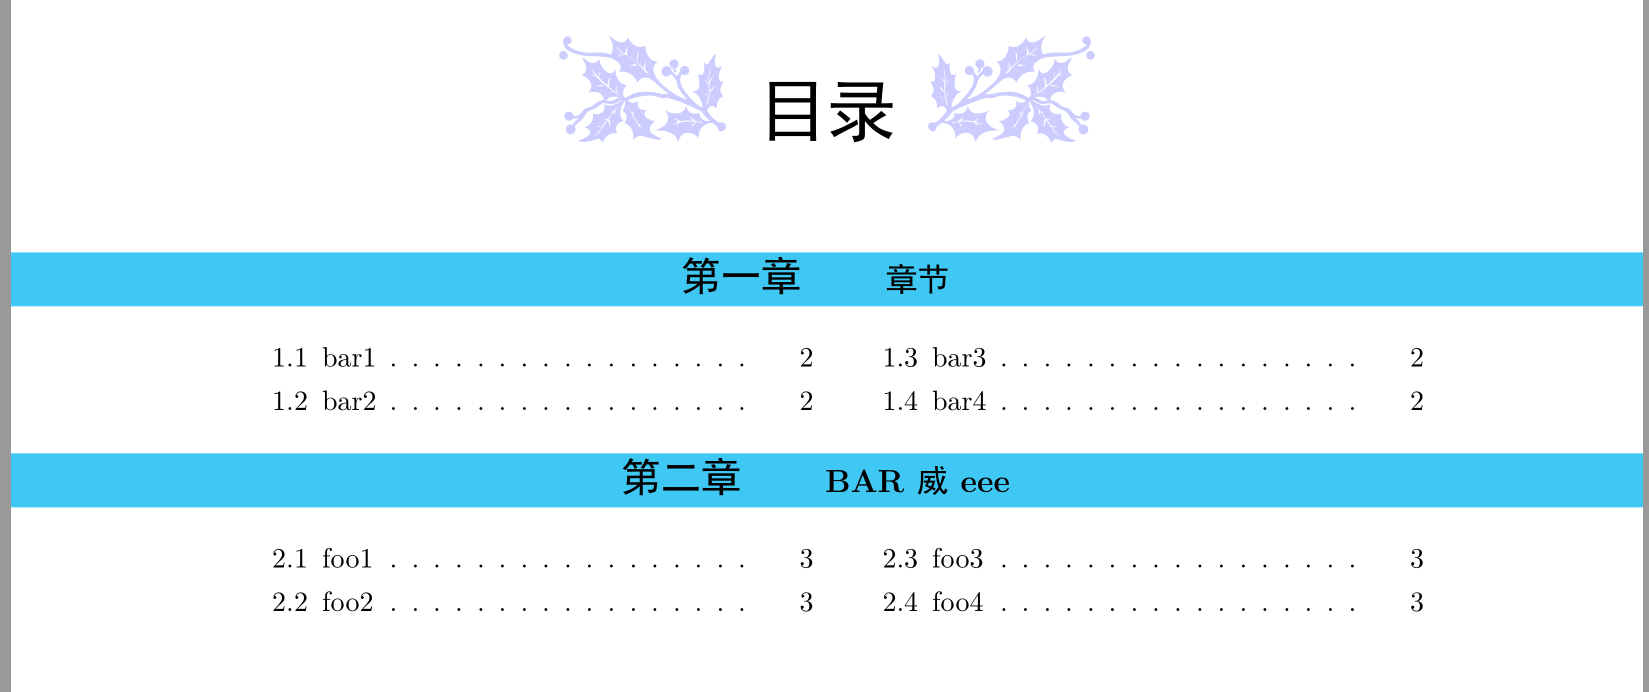 目录
第一章 章节
1.1 bar1 . . . . . . . . . . . . . . . . . 2
1.2 bar2 . . . . . . . . . . . . . . . . . 2
1.3 bar3 . . . . . . . . . . . . . . . . . 2
1.4 bar4 . . . . . . . . . . . . . . . . . 2
第二章 BAR 威 eee
2.1 foo1 . . . . . . . . . . . . . . . . . 3
2.2 foo2 . . . . . . . . . . . . . . . . . 3
2.3 foo3 . . . . . . . . . . . . . . . . . 3
2.4 foo4 . . . . . . . . . . . . . . . . . 3